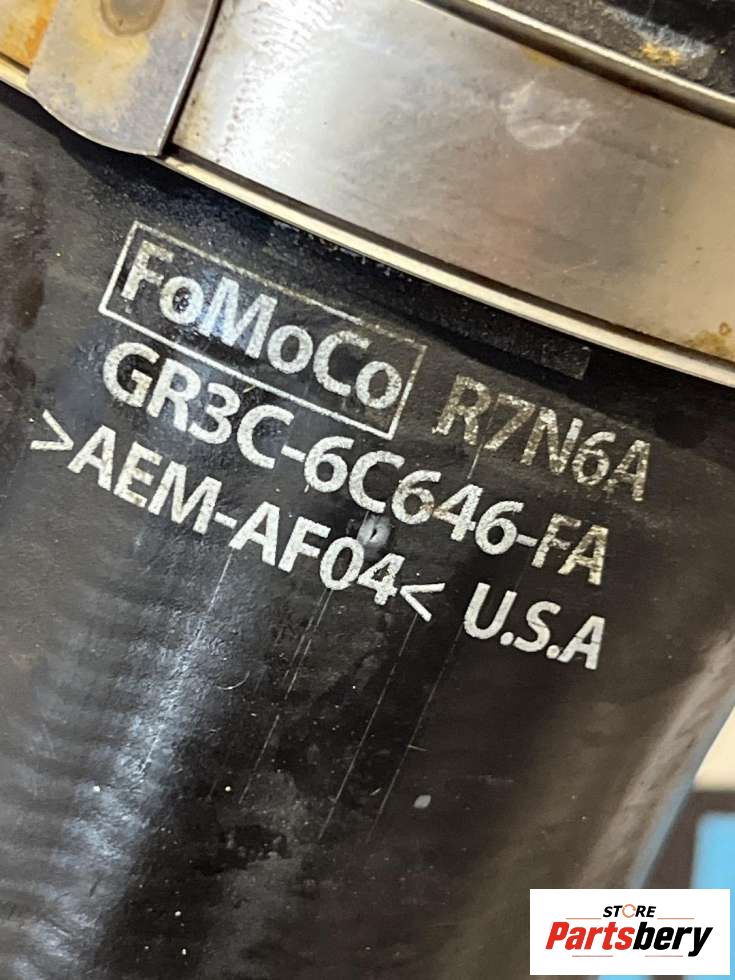 FoMoCo R7N6A
GR3C-6C646-FA
>AEM-AF04< U.S.A
STORE
Partsbery